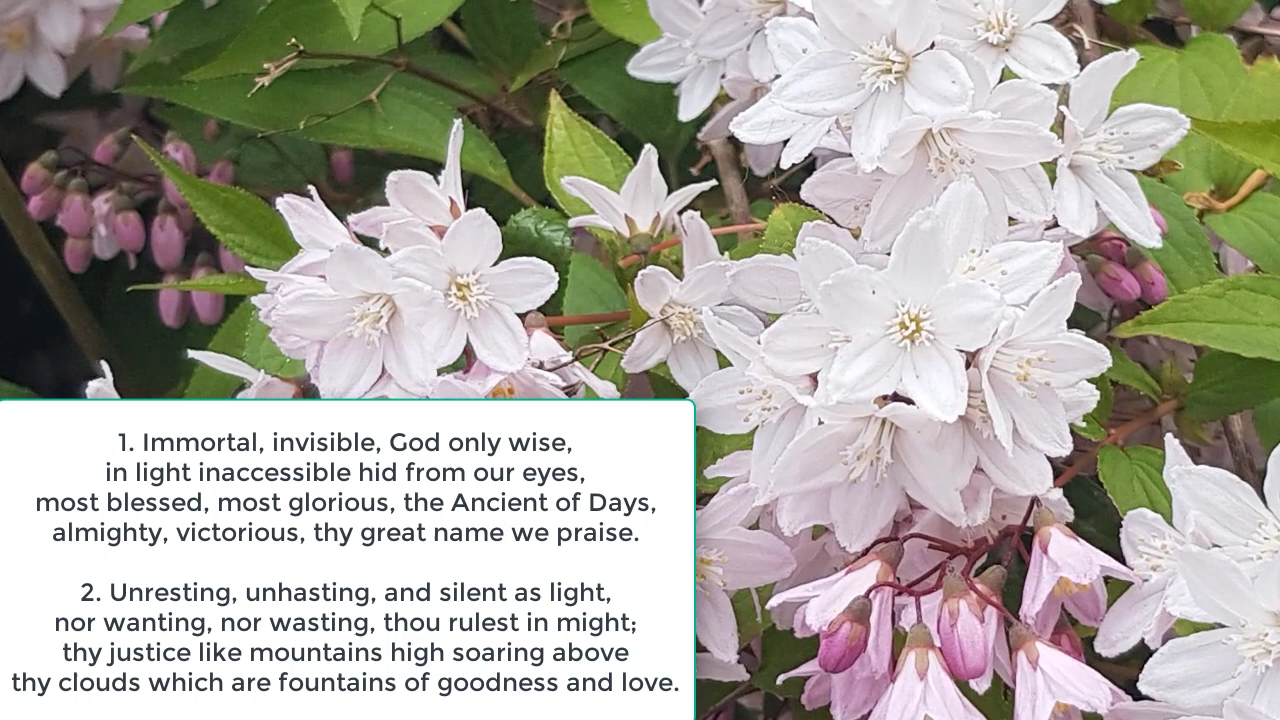 1. Immortal, invisible, God only wise,
in light inaccessible hid from our eyes,
most blessed, most glorious, the Ancient of Days,
almighty, victorious, thy great name we praise.
2. Unresting, unhasting, and silent as light,
nor wanting, nor wasting, thou rulest in might;
thy justice like mountains high soaring above
thy clouds which are fountains of goodness and love.